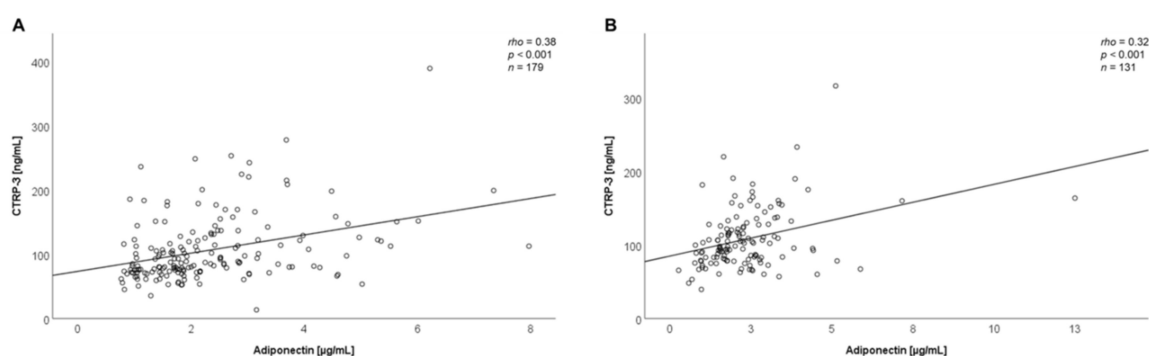 A
rho = 0.38
p < 0.001
n = 179
CTRP-3 [ng/mL]
400
300
200
100
0
0 2 4 6 8
Adiponectin [µg/mL]
B
rho = 0.32
p < 0.001
n = 131
CTRP-3 [ng/mL]
300
200
100
0
0 3 5 8 10 13
Adiponectin [µg/mL]